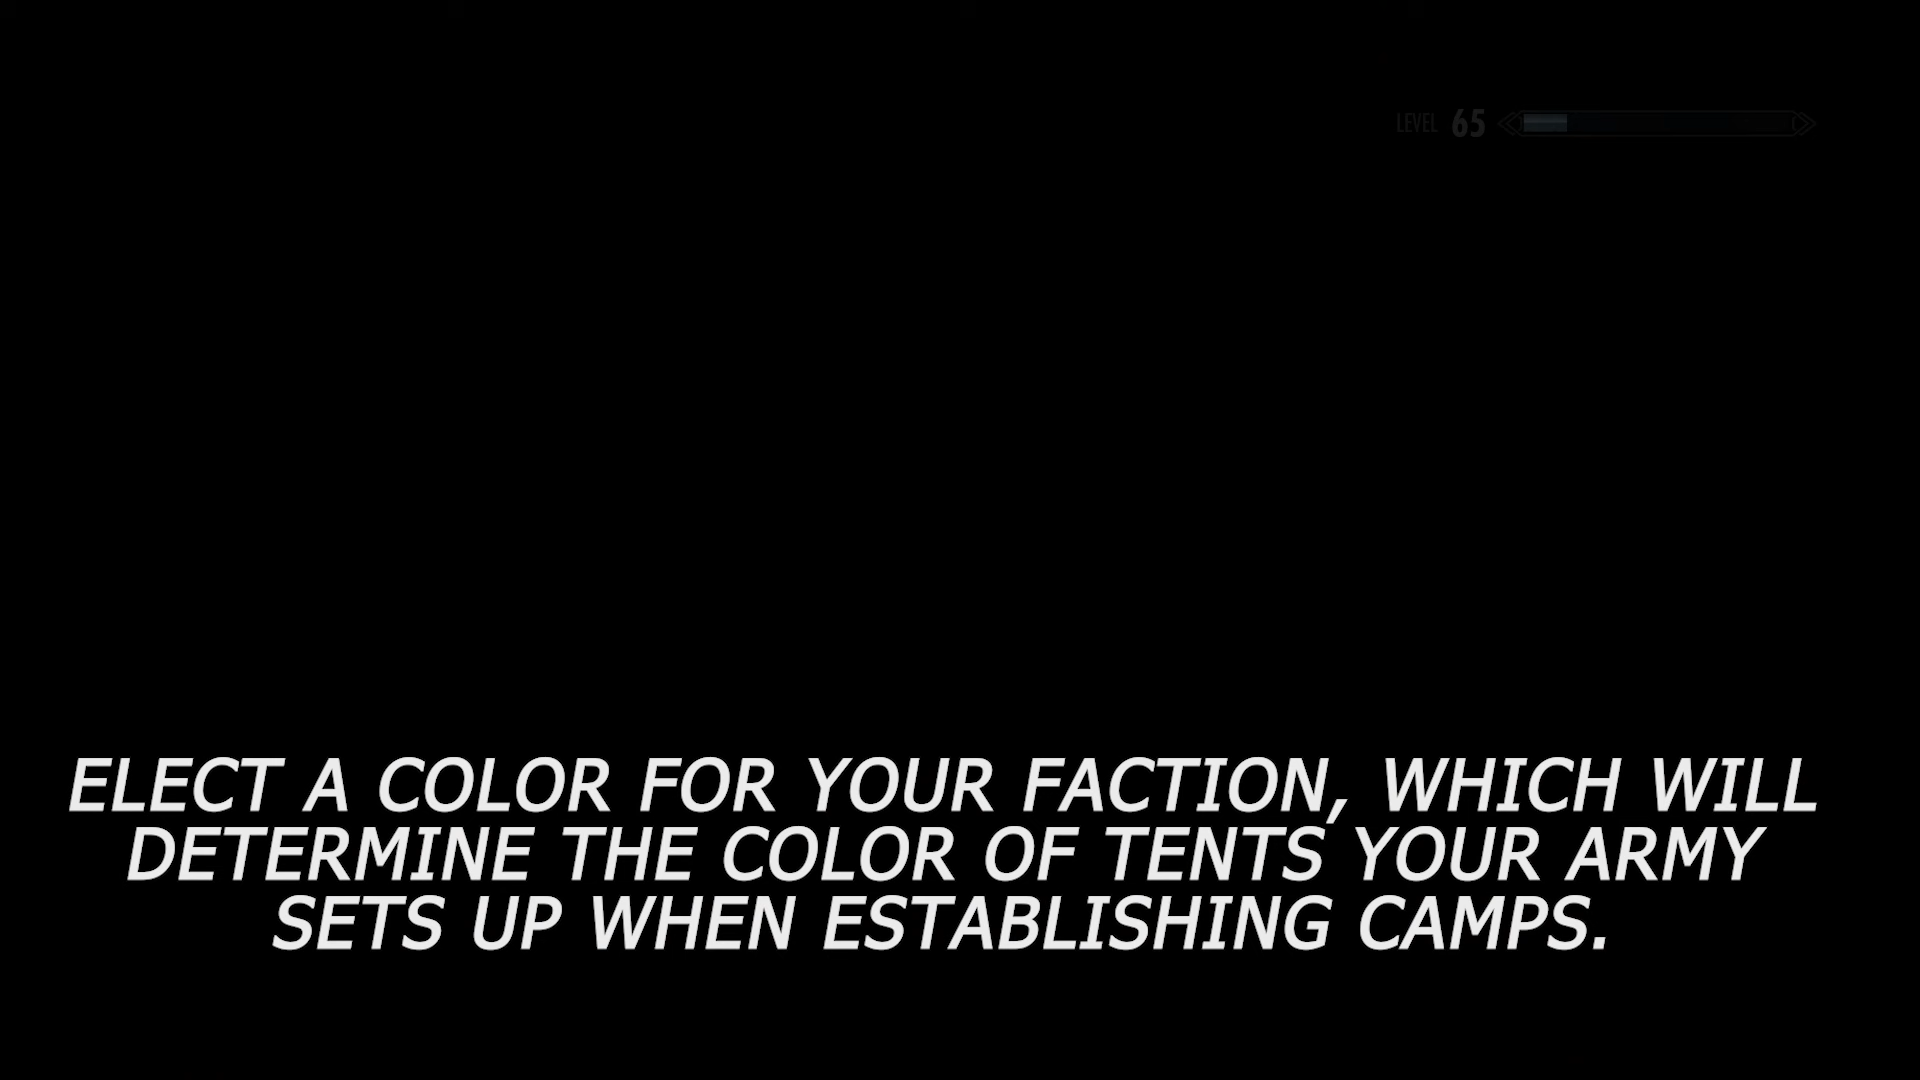 LEVEL 65
ELECT A COLOR FOR YOUR FACTION, WHICH WILL
DETERMINE THE COLOR OF TENTS YOUR ARMY
SETS UP WHEN ESTABLISHING CAMPS.